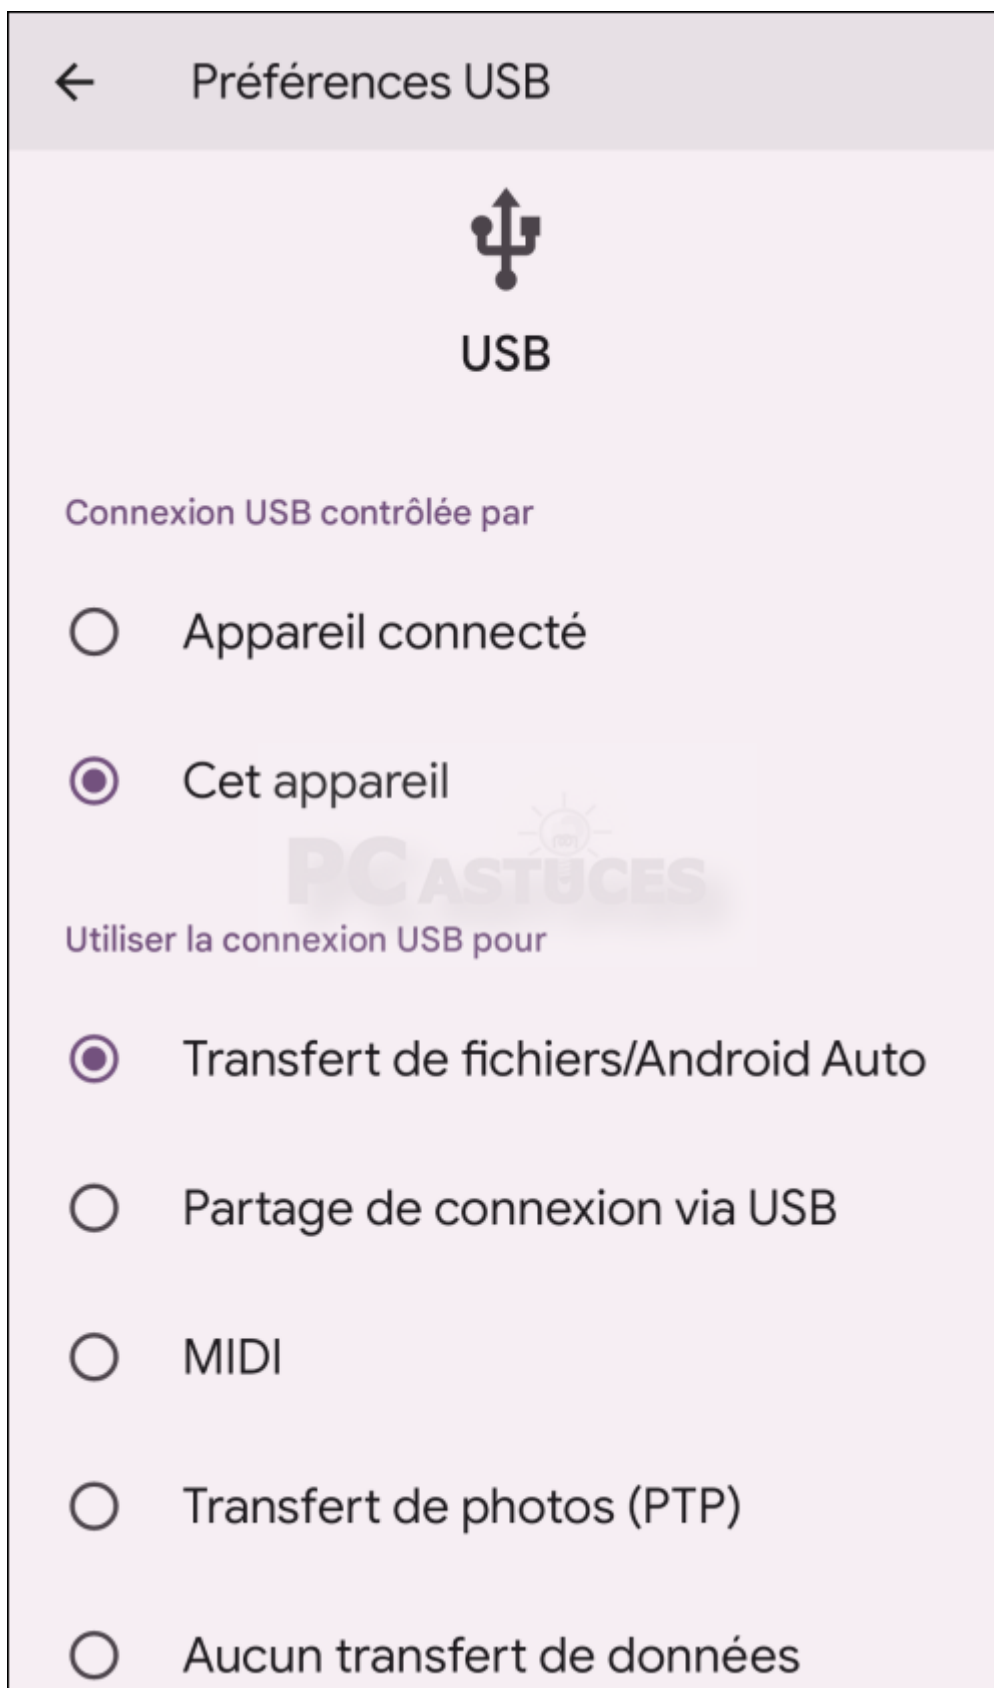 Préférences USB
USB
Connexion USB contrôlée par
Appareil connecté
Cet appareil
PC ASTUCES
Utiliser la connexion USB pour
Transfert de fichiers/Android Auto
Partage de connexion via USB
MIDI
Transfert de photos (PTP)
Aucun transfert de données